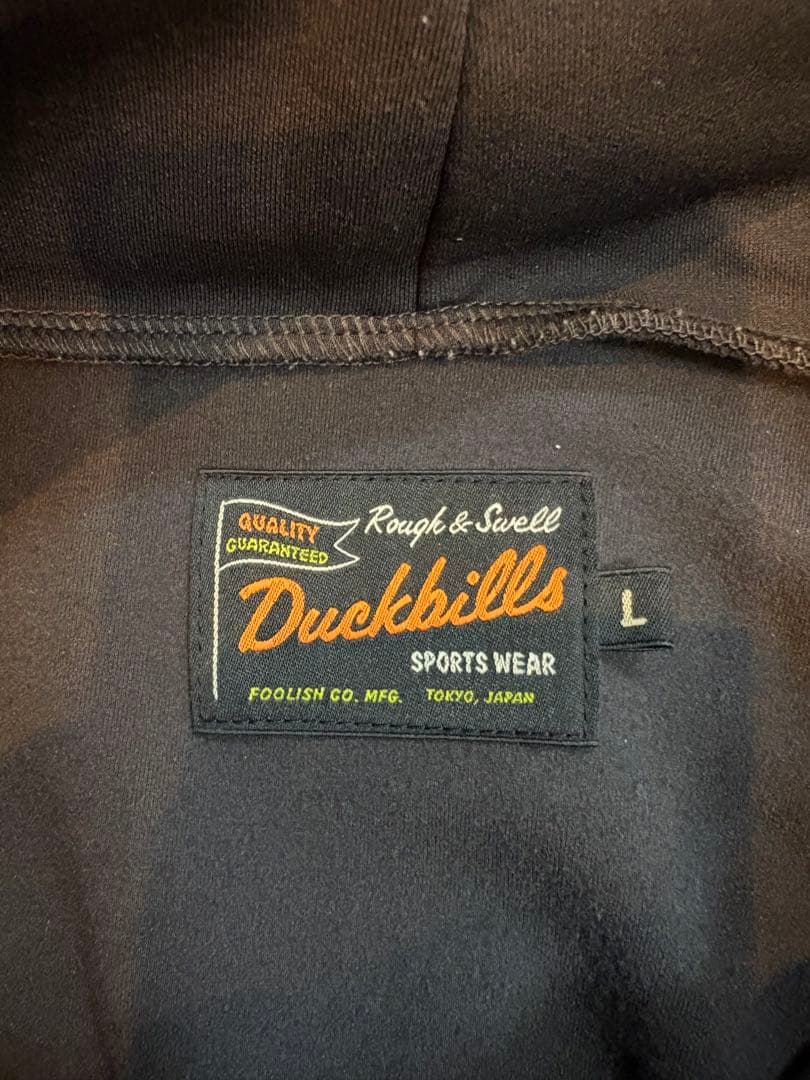 QUALITY
GUARANTEED
Rough & Swell
Duckbills
SPORTS WEAR
FOOLISH CO. MFG. TOKYO, JAPAN
L